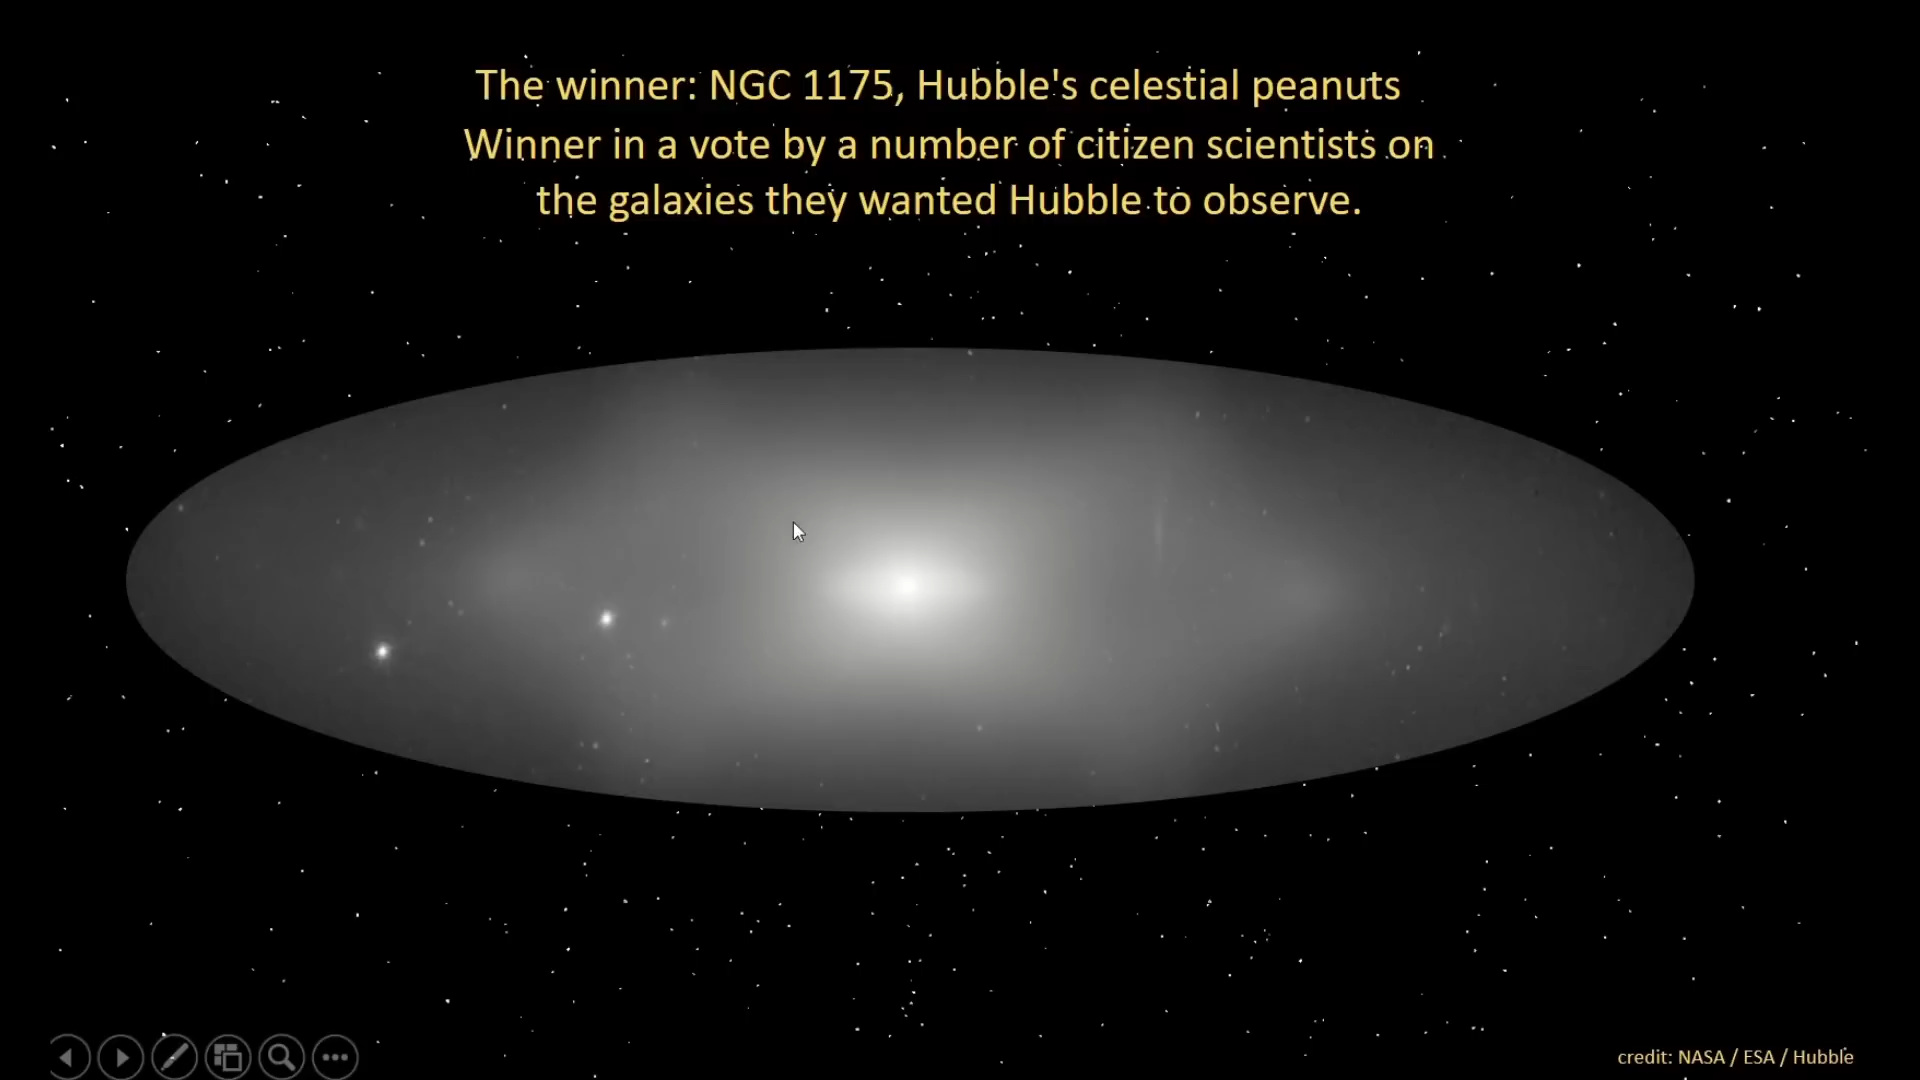 The winner: NGC 1175, Hubble's celestial peanuts
Winner in a vote by a number of citizen scientists on
the galaxies they wanted Hubble to observe.
credit: NASA / ESA / Hubble